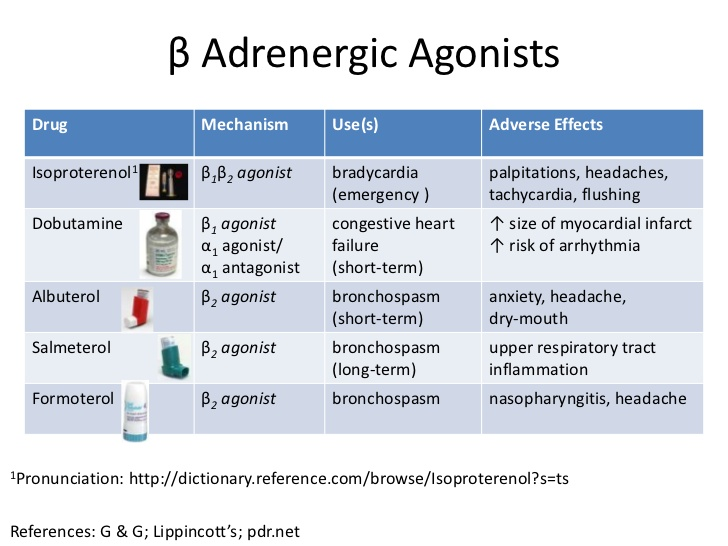 β Adrenergic Agonists
Drug Mechanism Use(s) Adverse Effects
Isoproterenol¹ β₁β₂ agonist bradycardia palpitations, headaches,
(emergency ) tachycardia, flushing
Dobutamine β₁ agonist congestive heart ↑ size of myocardial infarct
α₁ agonist/ failure ↑ risk of arrhythmia
α₁ antagonist (short-term)
Albuterol β₂ agonist bronchospasm anxiety, headache,
(short-term) dry-mouth
Salmeterol β₂ agonist bronchospasm upper respiratory tract
(long-term) inflammation
Formoterol β₂ agonist bronchospasm nasopharyngitis, headache
¹Pronunciation: http://dictionary.reference.com/browse/Isoproterenol?s=ts
References: G & G; Lippincott’s; pdr.net